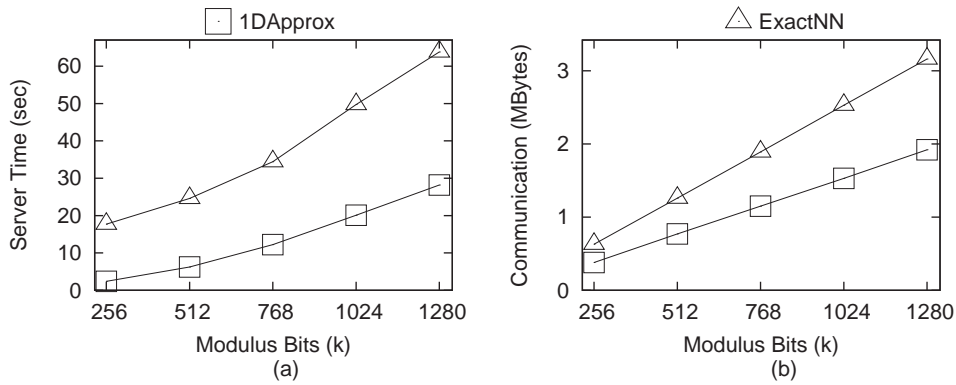 1DApprox
ExactNN
Server Time (sec)
60
50
40
30
20
10
0
256 512 768 1024 1280
Modulus Bits (k)
(a)
Communication (MBytes)
3
2
1
0
256 512 768 1024 1280
Modulus Bits (k)
(b)